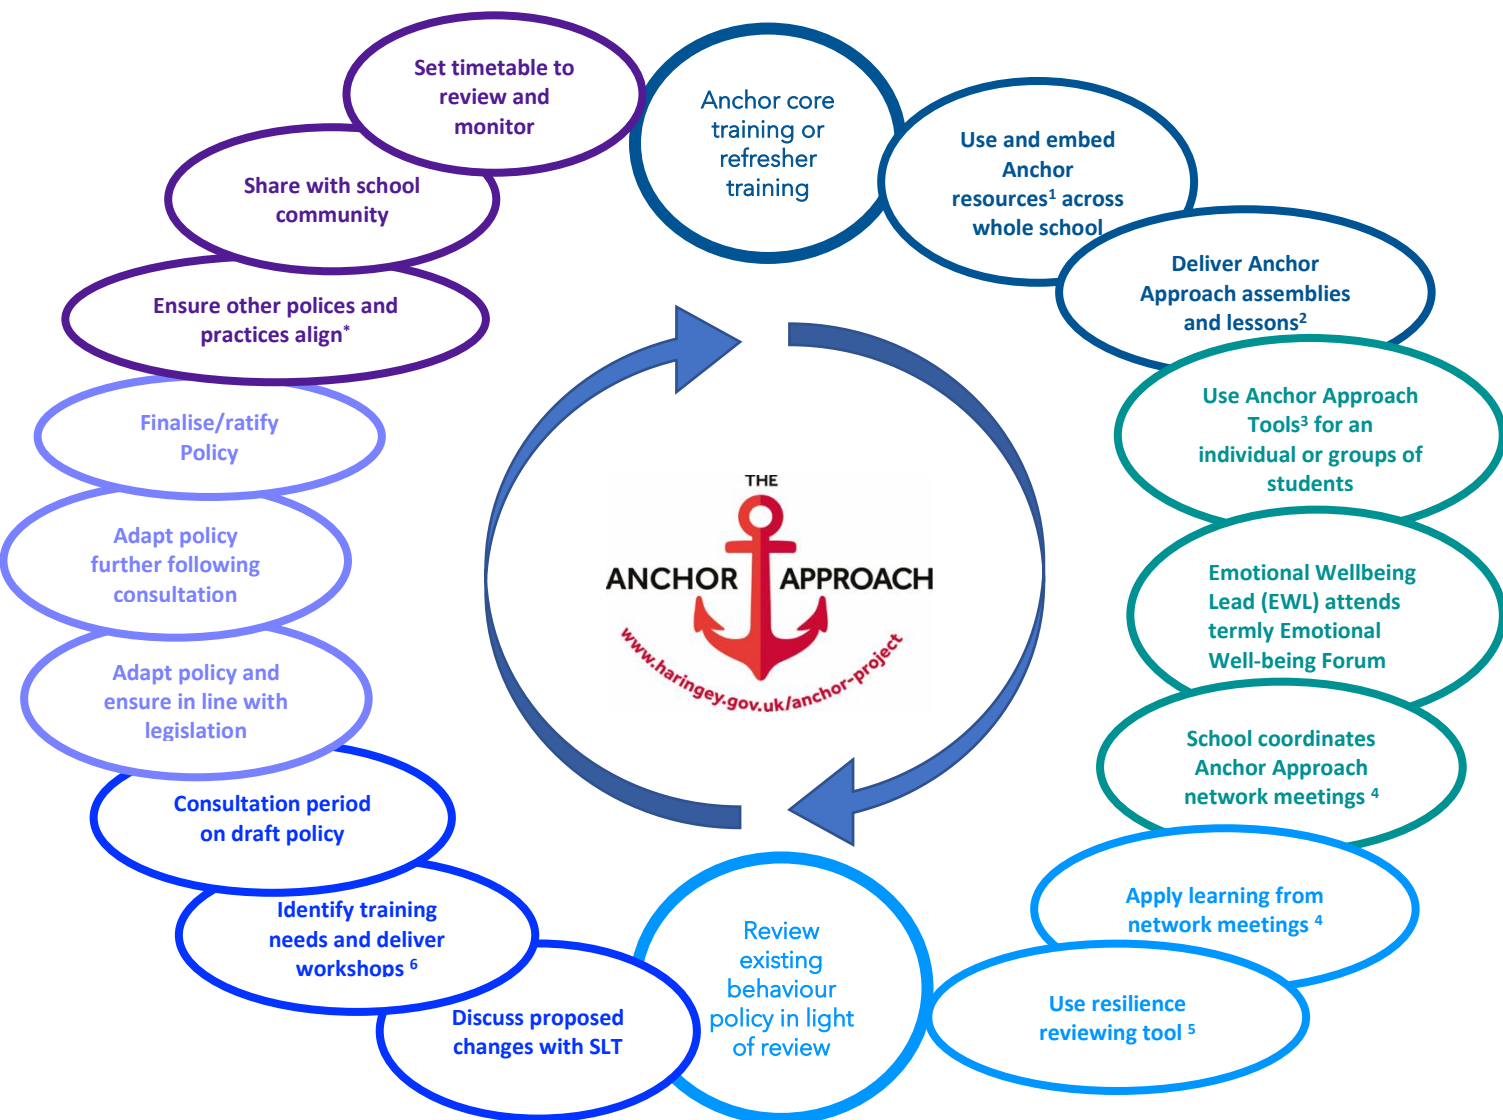 Anchor core
training or
refresher
training
Use and embed
Anchor
resources¹ across
whole school
Deliver Anchor
Approach assemblies
and lessons²
Use Anchor Approach
Tools³ for an
individual or groups of
students
Emotional Wellbeing
Lead (EWL) attends
termly Emotional
Well-being Forum
School coordinates
Anchor Approach
network meetings ⁴
Apply learning from
network meetings ⁴
Use resilience
reviewing tool ⁵
Review
existing
behaviour
policy in light
of review
Discuss proposed
changes with SLT
Identify training
needs and deliver
workshops ⁶
Consultation period
on draft policy
Adapt policy and
ensure in line with
legislation
Adapt policy
further following
consultation
Finalise/ratify
Policy
Ensure other polices and
practices align*
Share with school
community
Set timetable to
review and
monitor
THE
ANCHOR APPROACH
www.haringey.gov.uk/anchor-project